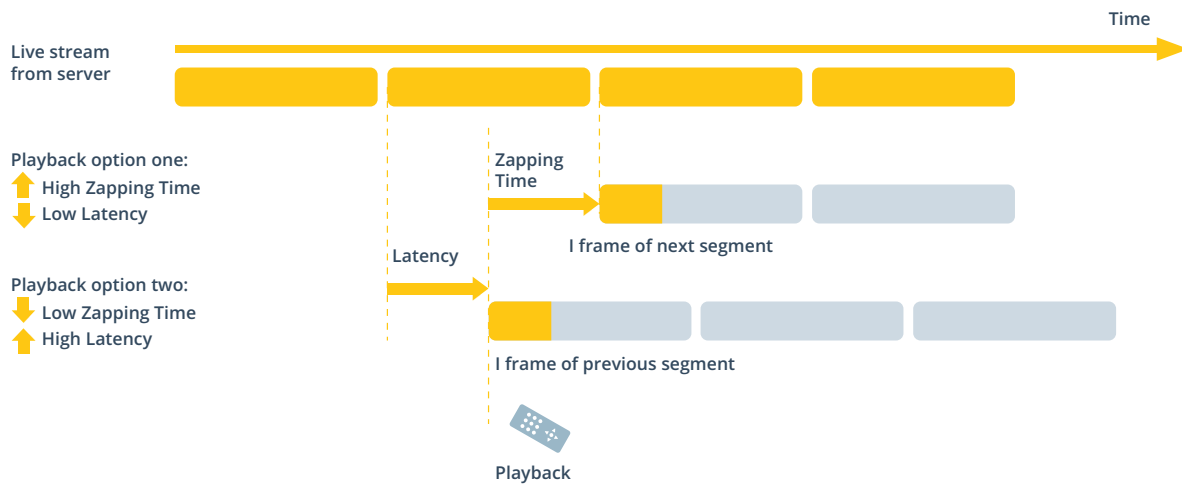 Time
Live stream
from server
Playback option one:
High Zapping Time
Low Latency
Zapping
Time
I frame of next segment
Latency
Playback option two:
Low Zapping Time
High Latency
I frame of previous segment
Playback